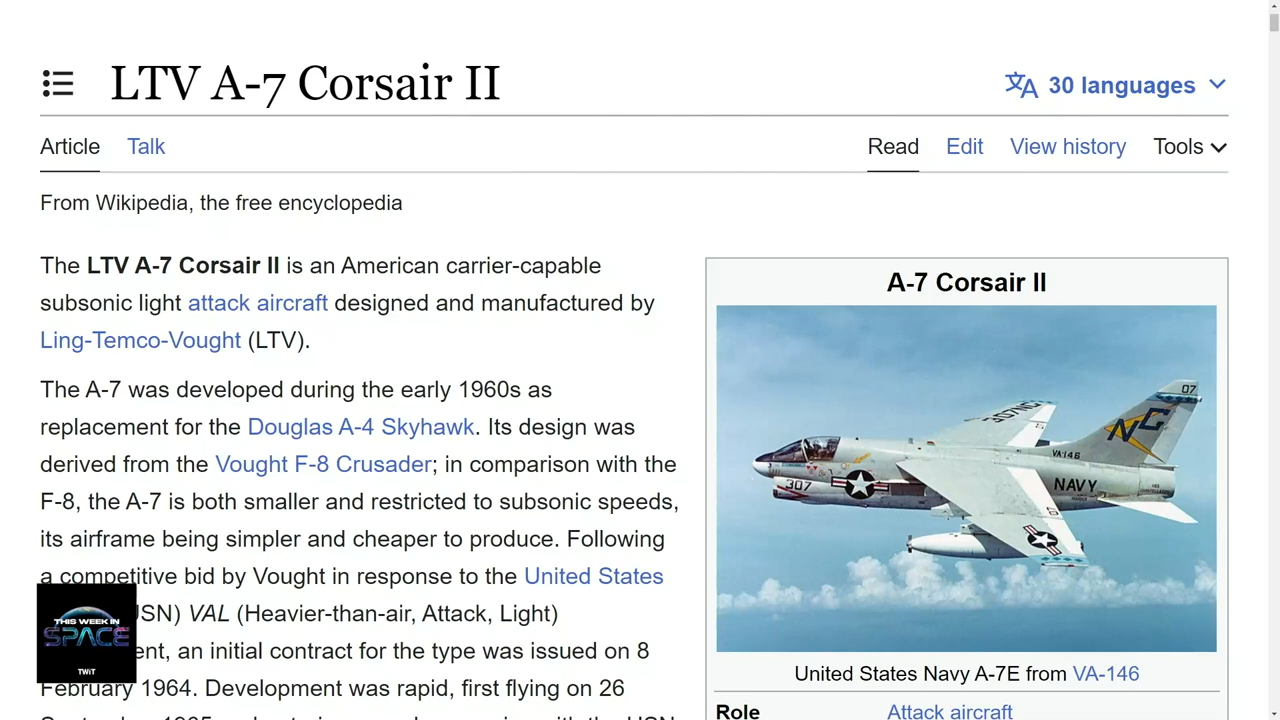 LTV A-7 Corsair II
30 languages
Article Talk
Read Edit View history Tools
From Wikipedia, the free encyclopedia
The LTV A-7 Corsair II is an American carrier-capable
subsonic light attack aircraft designed and manufactured by
Ling-Temco-Vought (LTV).
The A-7 was developed during the early 1960s as
replacement for the Douglas A-4 Skyhawk. Its design was
derived from the Vought F-8 Crusader; in comparison with the
F-8, the A-7 is both smaller and restricted to subsonic speeds,
its airframe being simpler and cheaper to produce. Following
a competitive bid by Vought in response to the United States
USN) VAL (Heavier-than-air, Attack, Light)
ent, an initial contract for the type was issued on 8
February 1964. Development was rapid, first flying on 26
THIS WEEK IN
SPACE
TWiT
A-7 Corsair II
07
NG
VA-146
NAVY
307
United States Navy A-7E from VA-146
Role Attack aircraft